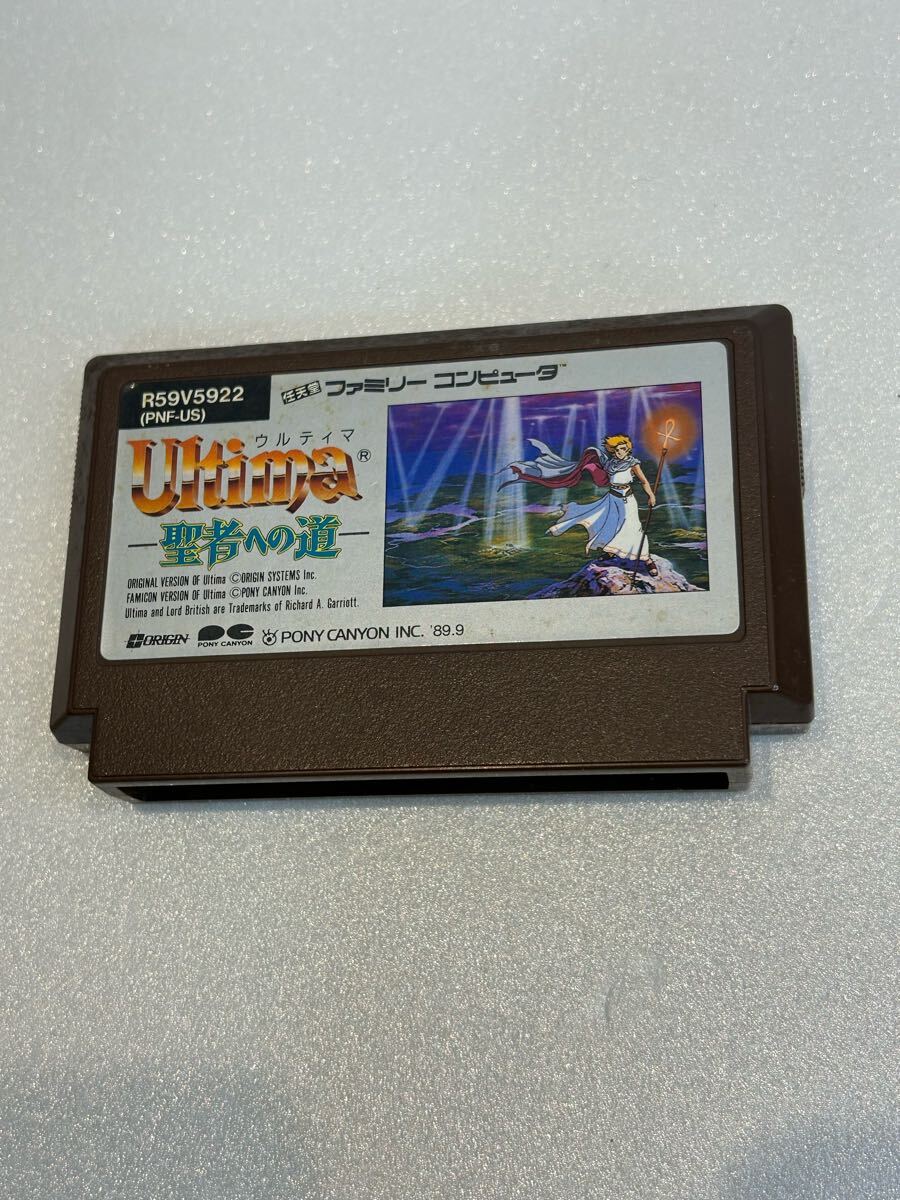 R59V5922
(PNF-US)
任天堂 ファミリーコンピュータ™
ウルティマ
Ultima®
聖者への道
ORIGINAL VERSION OF Ultima ©ORIGIN SYSTEMS Inc.
FAMICON VERSION OF Ultima ©PONY CANYON Inc.
Ultima and Lord British are Trademarks of Richard A. Garriott.
ORIGIN PONY CANYON PONY CANYON INC. '89.9